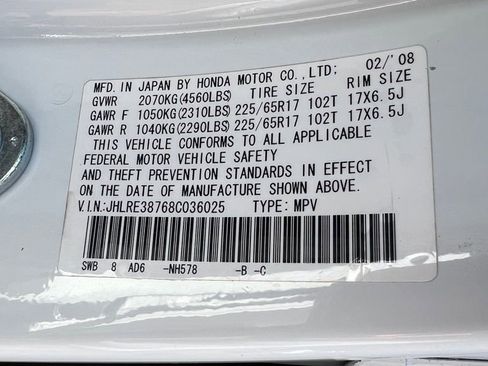 MFD. IN JAPAN BY HONDA MOTOR CO., LTD: 02/'08
GVWR 2070KG(4560LBS) TIRE SIZE RIM SIZE
GAWR F 1050KG(2310LBS) 225/65R17 102T 17X6.5J
GAWR R 1040KG(2290LBS) 225/65R17 102T 17X6.5J
THIS VEHICLE CONFORMS TO ALL APPLICABLE
FEDERAL MOTOR VEHICLE SAFETY
AND THEFT PREVENTION STANDARDS IN EFFECT
ON THE DATE OF MANUFACTURE SHOWN ABOVE.
V.I.N:JHLRE38768C036025 TYPE: MPV
SWB 8 AD6 -NH578 -B -C